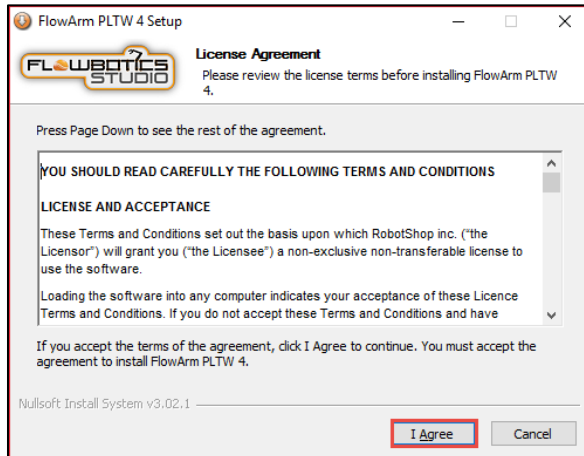 FlowArm PLTW 4 Setup
FLOWBOTICS
STUDIO
License Agreement
Please review the license terms before installing FlowArm PLTW
4.
Press Page Down to see the rest of the agreement.
YOU SHOULD READ CAREFULLY THE FOLLOWING TERMS AND CONDITIONS
LICENSE AND ACCEPTANCE
These Terms and Conditions set out the basis upon which RobotShop inc. ("the
Licensor") will grant you ("the Licensee") a non-exclusive non-transferable license to
use the software.
Loading the software into any computer indicates your acceptance of these Licence
Terms and Conditions. If you do not accept these Terms and Conditions and have
If you accept the terms of the agreement, click I Agree to continue. You must accept the
agreement to install FlowArm PLTW 4.
Nullsoft Install System v3.02.1
I Agree
Cancel